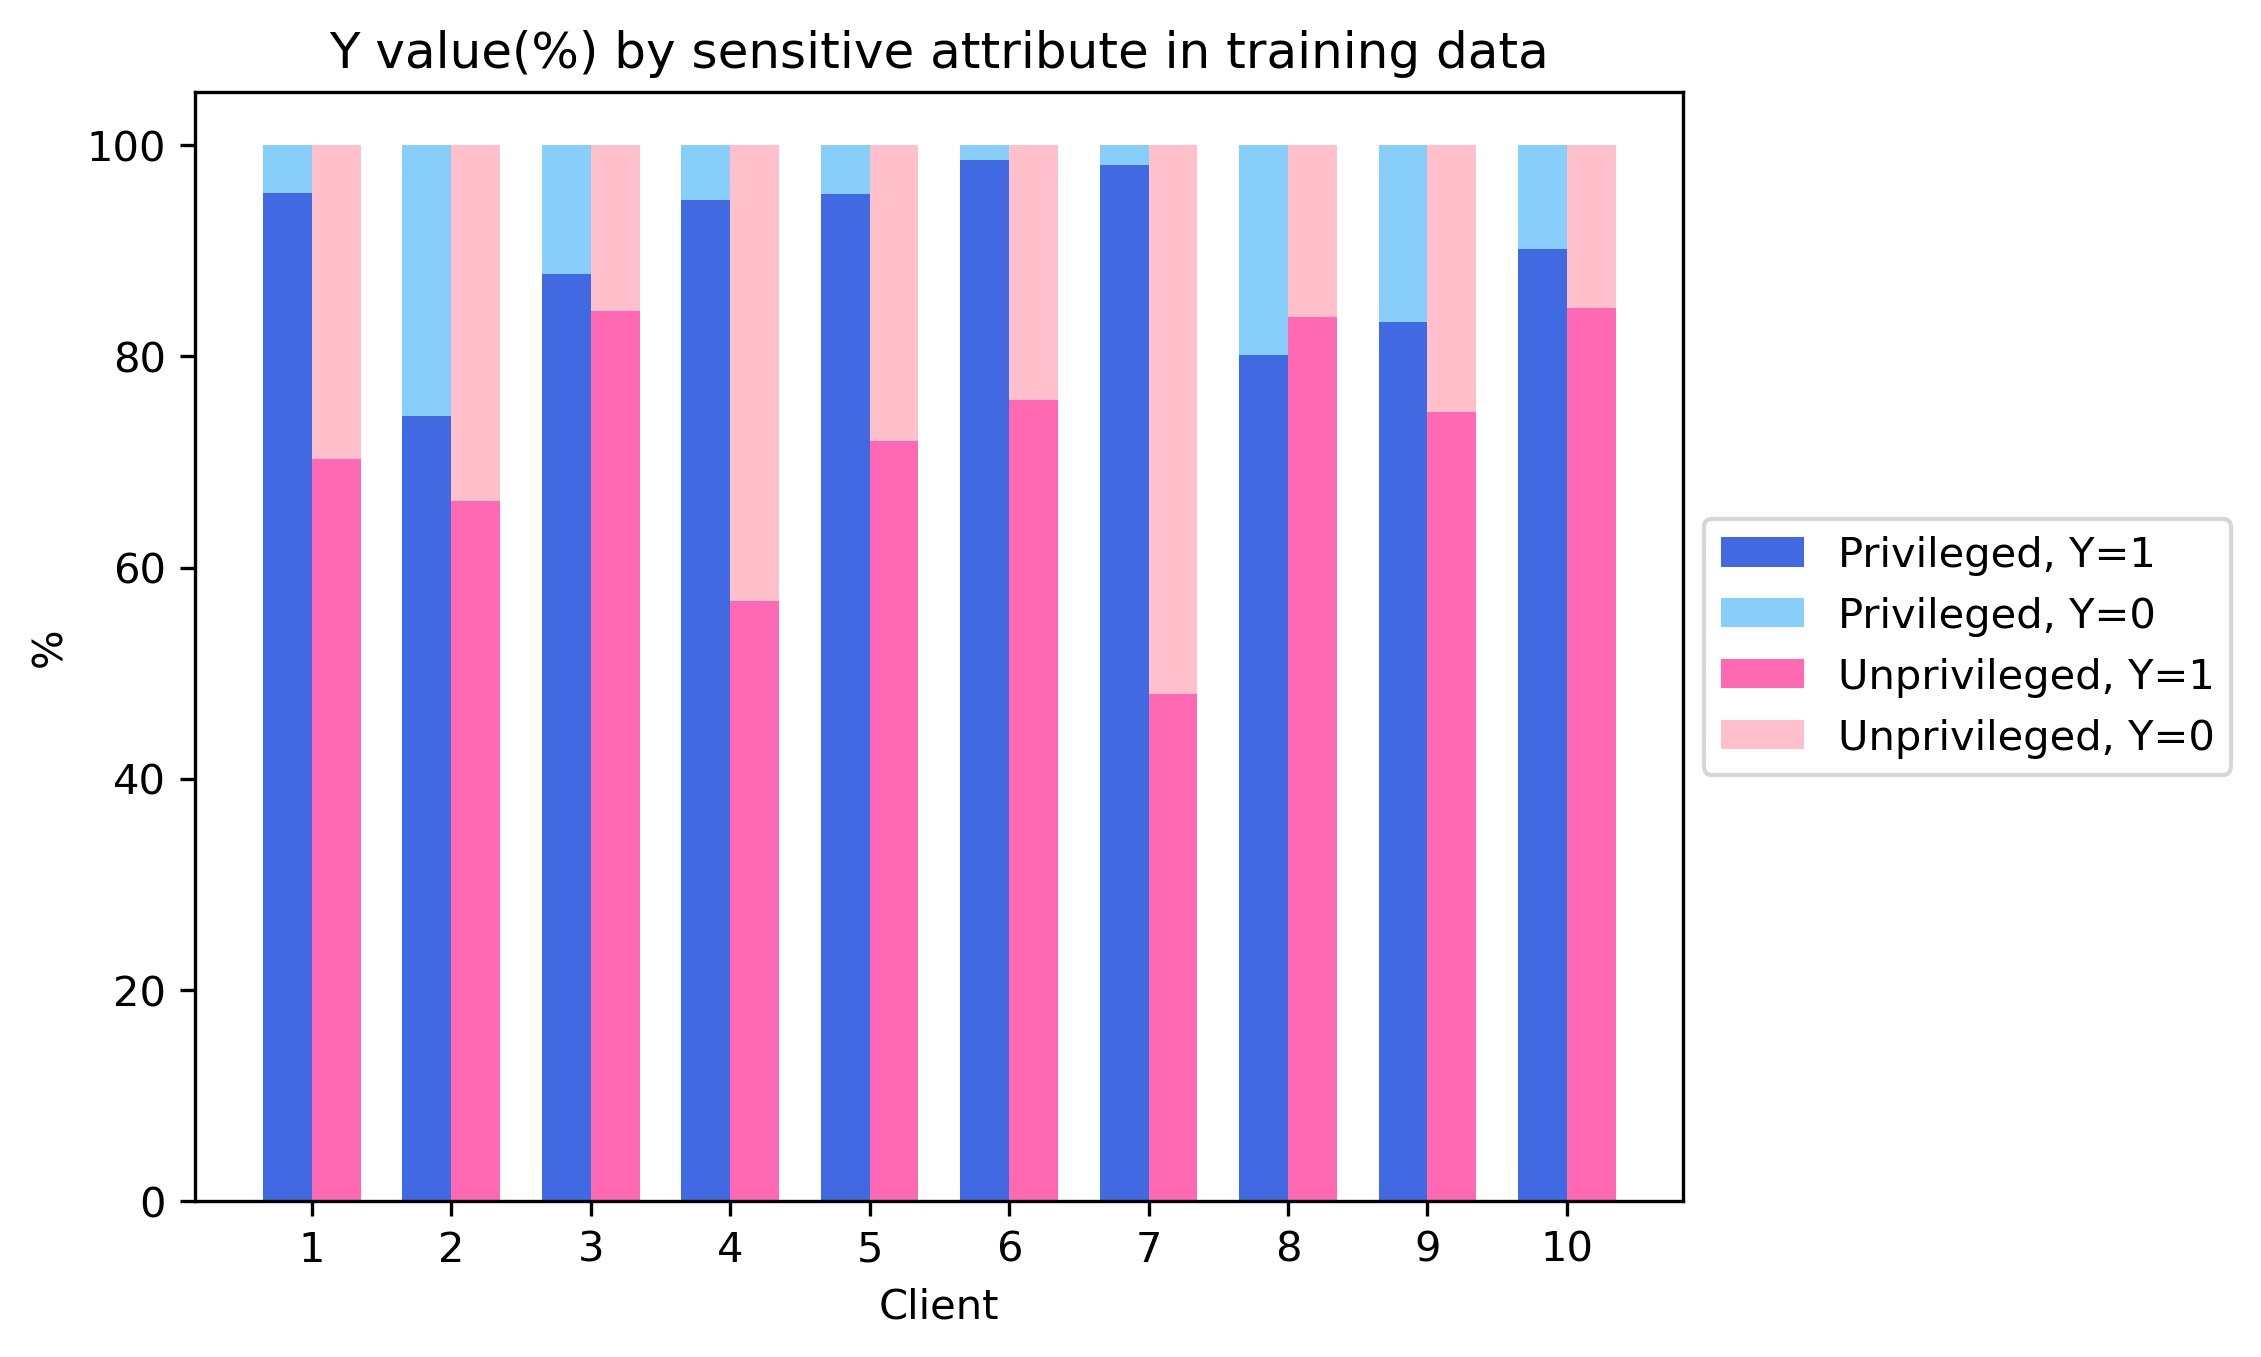 Y value(%) by sensitive attribute in training data
100
80
60
40
20
0
%
1 2 3 4 5 6 7 8 9 10
Client
Privileged, Y=1
Privileged, Y=0
Unprivileged, Y=1
Unprivileged, Y=0